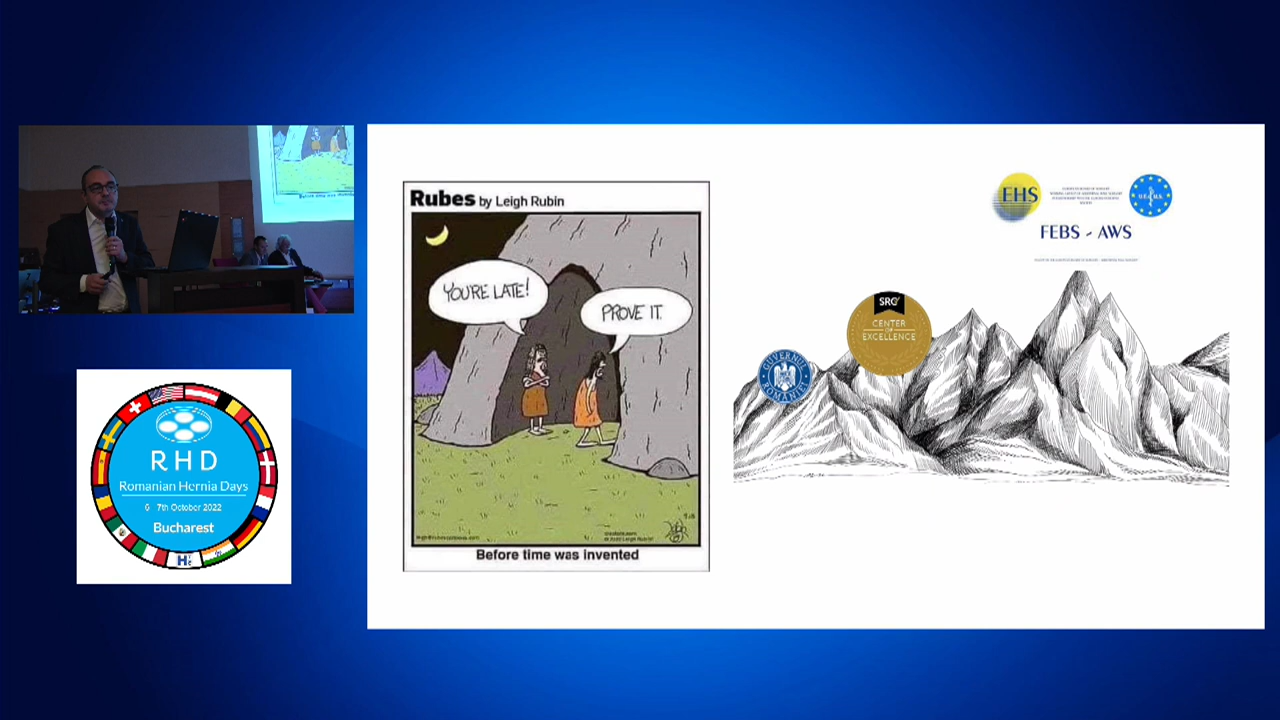 Rubes by Leigh Rubin
YOU'RE LATE!
PROVE IT.
Before time was invented
EHS
U.E.M.S.
FEBS - AWS
SRC
CENTER
OF
EXCELLENCE
GUVERNUL
ROMÂNIEI
RHD
Romanian Hernia Days
6 - 7th October 2022
Bucharest